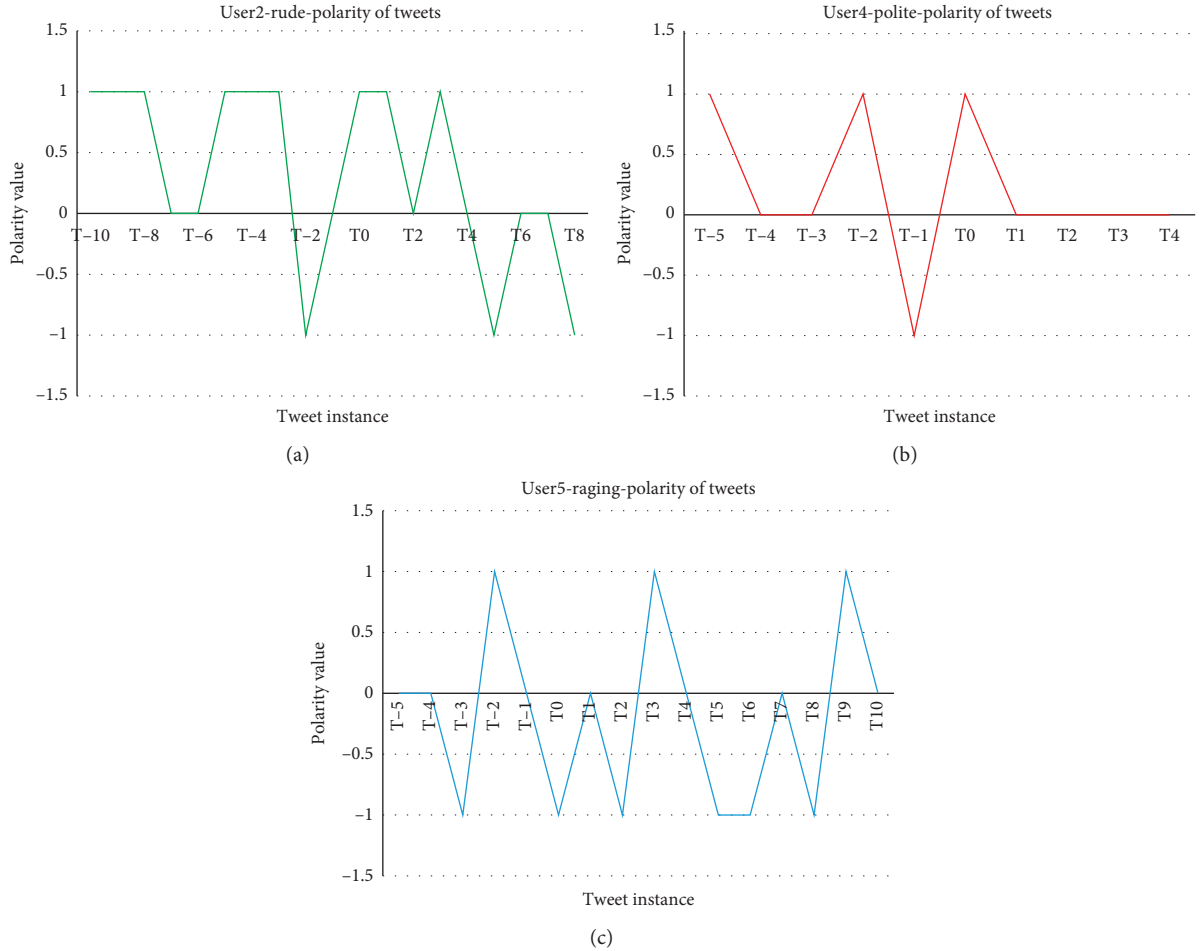 User2-rude-polarity of tweets
1.5
1
0.5
0
−0.5
−1
−1.5
Polarity value
T−10 T−8 T−6 T−4 T−2 T0 T2 T4 T6 T8
Tweet instance
(a)
User4-polite-polarity of tweets
1.5
1
0.5
0
−0.5
−1
−1.5
Polarity value
T−5 T−4 T−3 T−2 T−1 T0 T1 T2 T3 T4
Tweet instance
(b)
User5-raging-polarity of tweets
1.5
1
0.5
0
−0.5
−1
−1.5
Polarity value
T−5 T−4 T−3 T−2 T−1 T0 T1 T2 T3 T4 T5 T6 T7 T8 T9 T10
Tweet instance
(c)